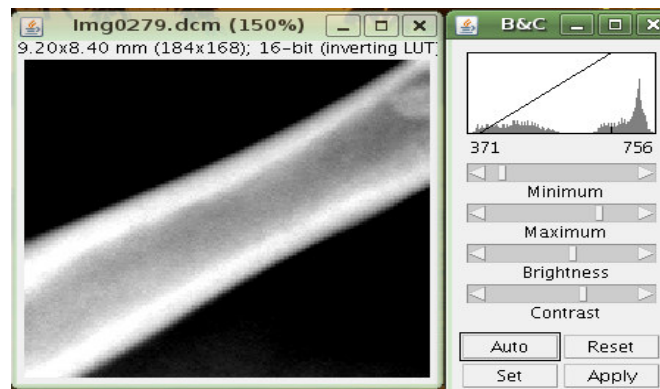 Img0279.dcm (150%)
9.20x8.40 mm (184x168); 16-bit (inverting LUT)
B&C
371 756
Minimum
Maximum
Brightness
Contrast
Auto Reset
Set Apply